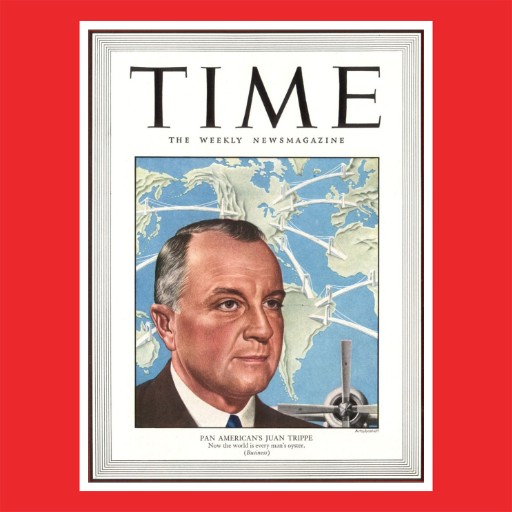 TIME
THE WEEKLY NEWSMAGAZINE
PAN AMERICAN'S JUAN TRIPPE
Now the world is every man's oyster.
(Business)